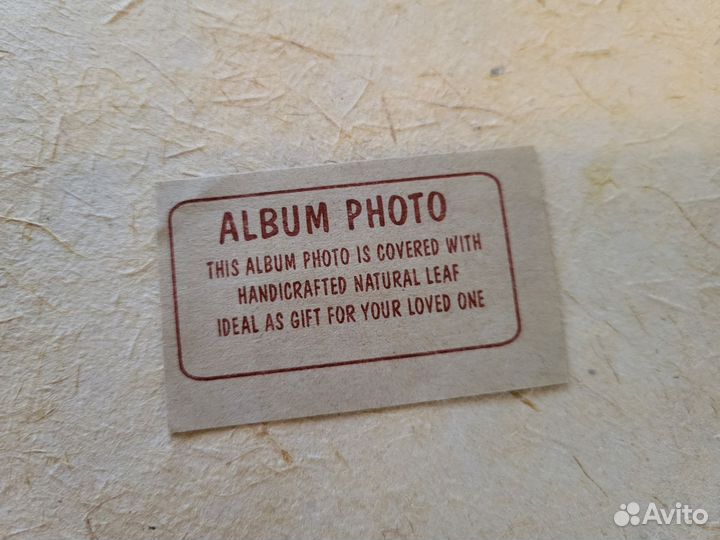 ALBUM PHOTO
THIS ALBUM PHOTO IS COVERED WITH
HANDICRAFTED NATURAL LEAF
IDEAL AS GIFT FOR YOUR LOVED ONE
Avito